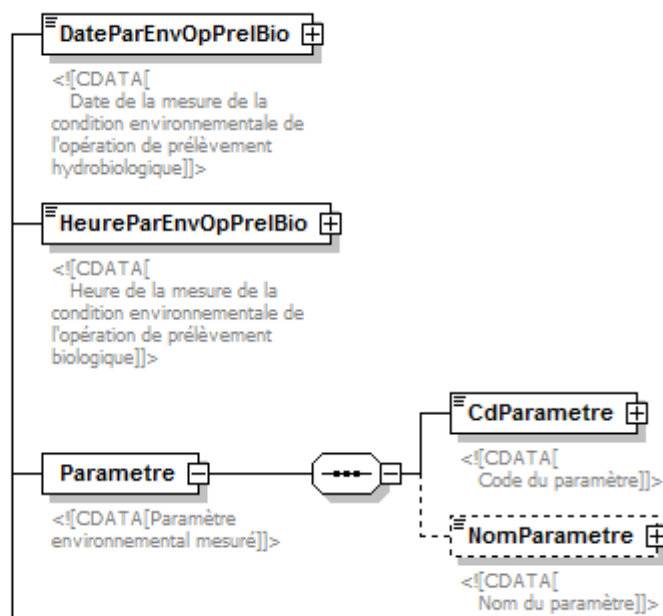 DateParEnvOpPrelBio
<![CDATA[
Date de la mesure de la
condition environnementale de
l'opération de prélèvement
hydrobiologique]]>
HeureParEnvOpPrelBio
<![CDATA[
Heure de la mesure de la
condition environnementale de
l'opération de prélèvement
biologique]]>
Parametre
<![CDATA[Paramètre
environnemental mesuré]]>
CdParametre
<![CDATA[
Code du paramètre]]>
NomParametre
<![CDATA[
Nom du paramètre]]>